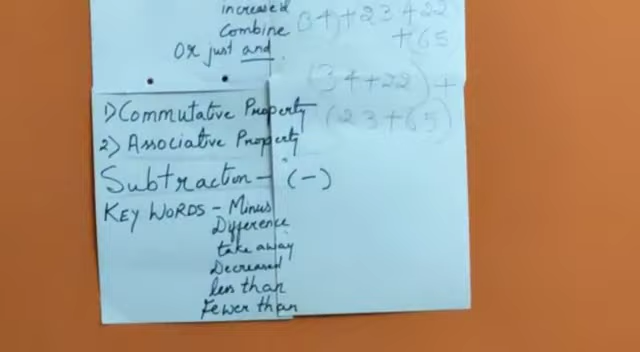 increased
Combine
Or just and.
34 + 23 + 22
+ 65
(34 + 22) +
(23 + 65)
1) Commutative Property
2) Associative Property
Subtraction - (-)
KEY WORDS - Minus
Difference
take away
Decreased
less than
Fewer than